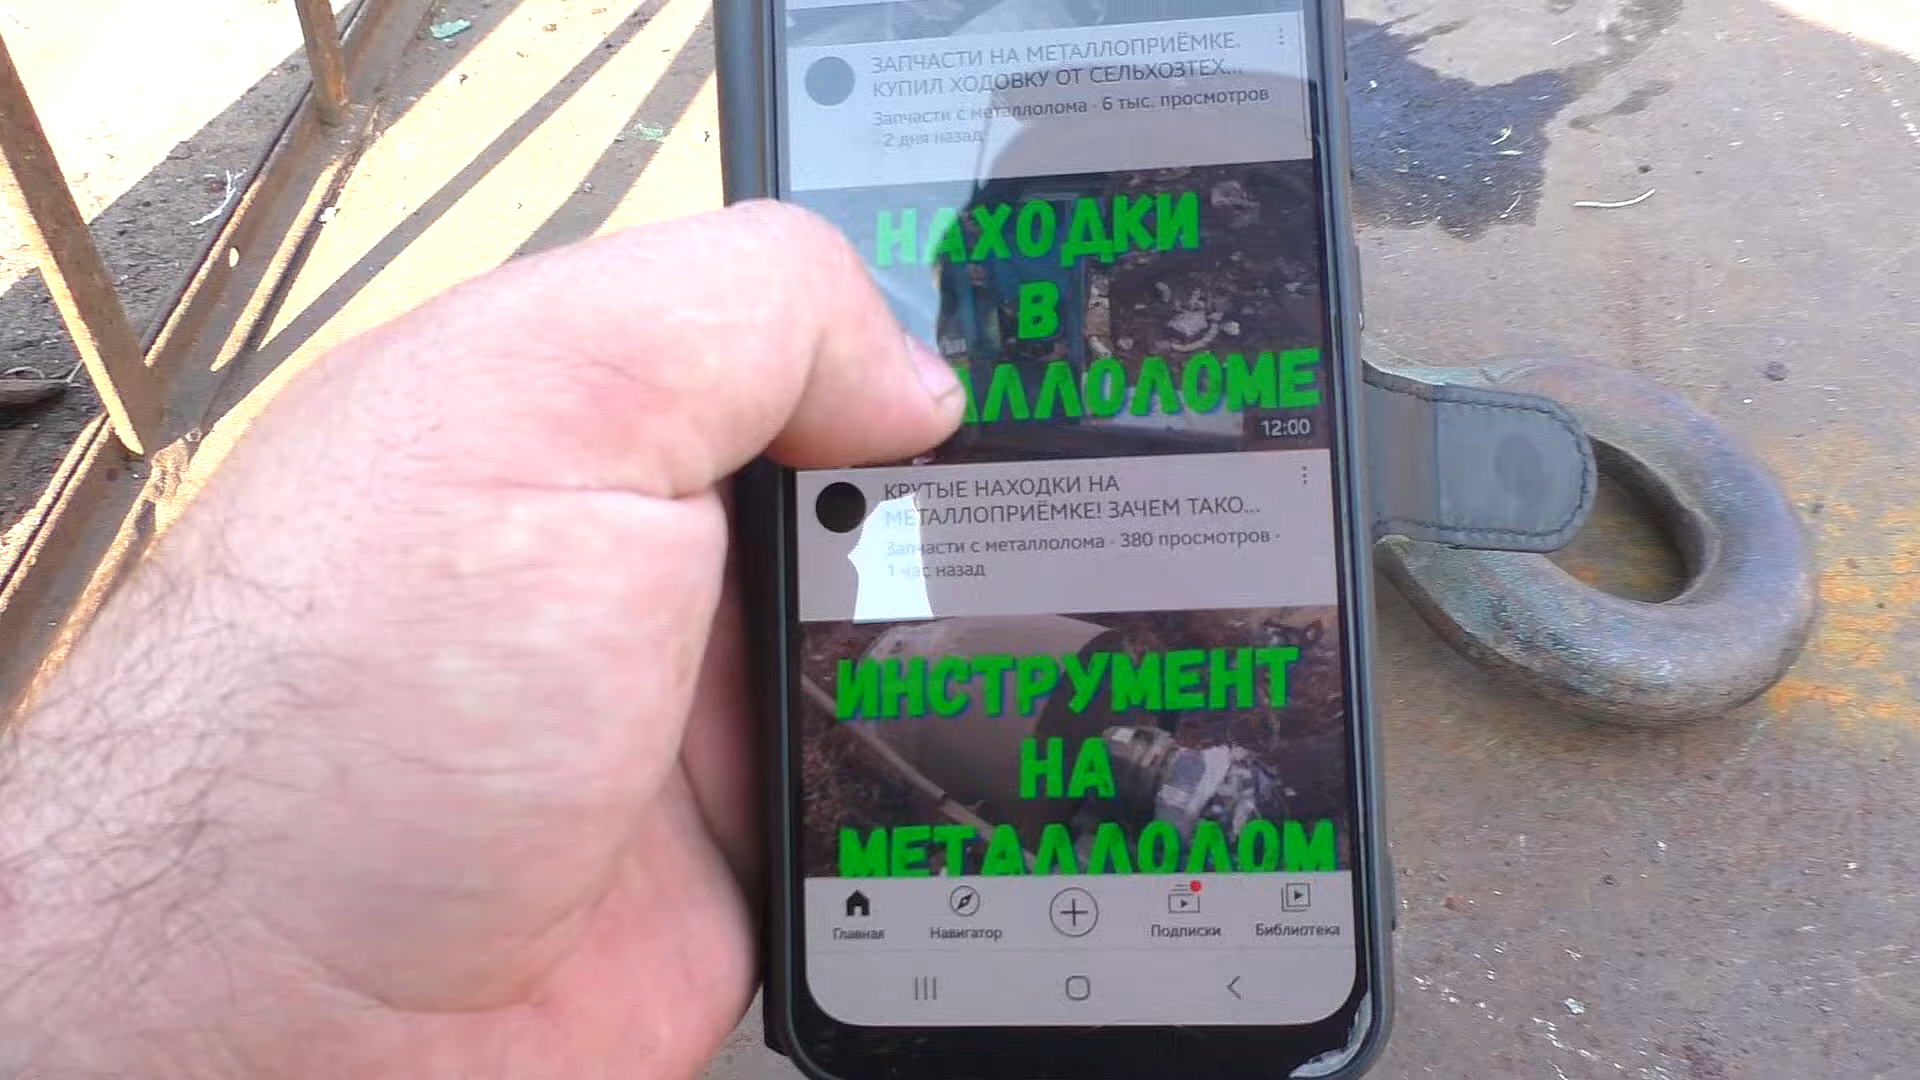 ЗАПЧАСТИ НА МЕТАЛЛОПРИЁМКЕ.
КУПИЛ ХОДОВКУ ОТ СЕЛЬХОЗТЕХ...
Запчасти с металлолома · 6 тыс. просмотров
· 2 дня назад
НАХОДКИ
В
АЛЛОЛОМЕ
12:00
КРУТЫЕ НАХОДКИ НА
МЕТАЛЛОПРИЁМКЕ! ЗАЧЕМ ТАКО...
Запчасти с металлолома · 380 просмотров ·
1 час назад
ИНСТРУМЕНТ
НА
МЕТАЛЛОЛОМ
Главная
Навигатор
Подписки
Библиотека